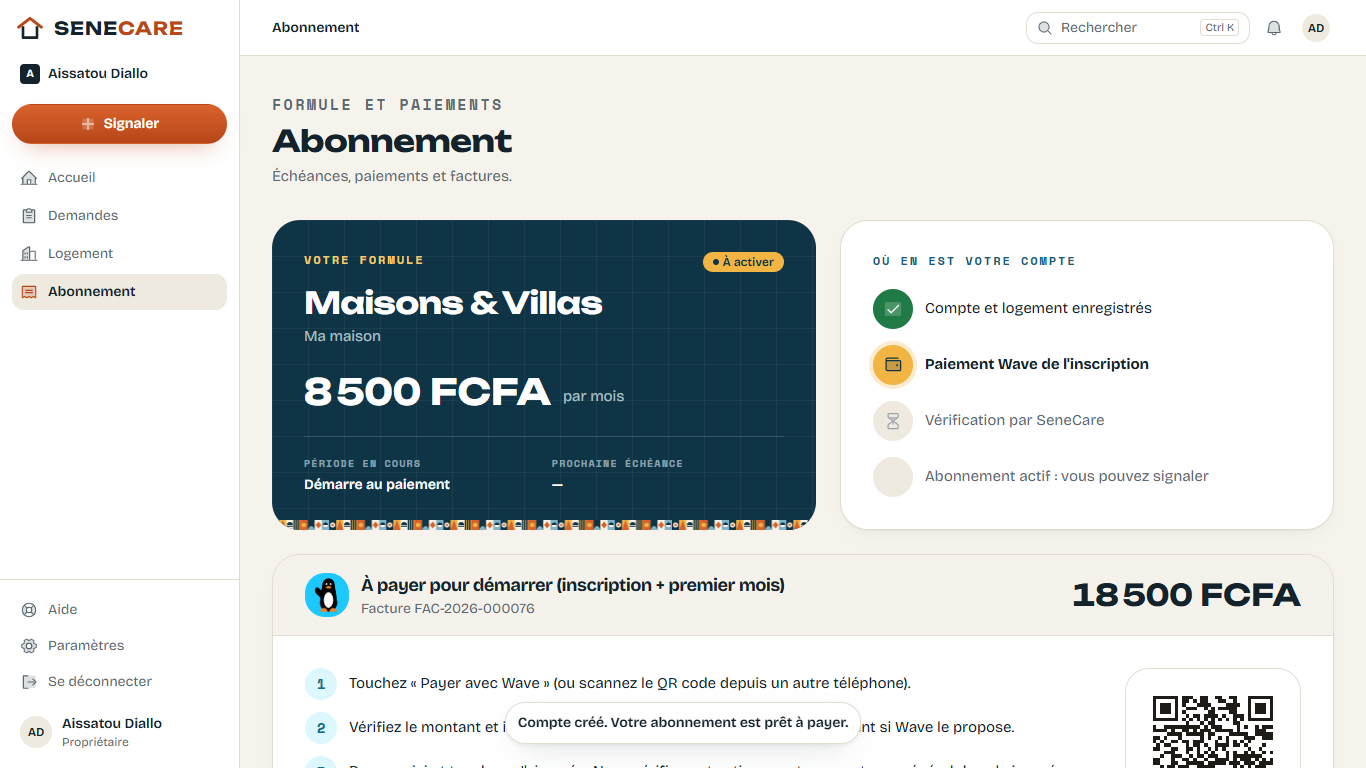 SENECARE
A Aissatou Diallo
Signaler
Accueil
Demandes
Logement
Abonnement
Aide
Paramètres
Se déconnecter
AD Aissatou Diallo
Propriétaire
Abonnement
Rechercher Ctrl K
AD
FORMULE ET PAIEMENTS
Abonnement
Échéances, paiements et factures.
VOTRE FORMULE
À activer
Maisons & Villas
Ma maison
8 500 FCFA par mois
PÉRIODE EN COURS
Démarre au paiement
PROCHAINE ÉCHÉANCE
—
OÙ EN EST VOTRE COMPTE
Compte et logement enregistrés
Paiement Wave de l'inscription
Vérification par SeneCare
Abonnement actif : vous pouvez signaler
À payer pour démarrer (inscription + premier mois)
Facture FAC-2026-000076
18 500 FCFA
1 Touchez « Payer avec Wave » (ou scannez le QR code depuis un autre téléphone).
2 Vérifiez le montant et
nt si Wave le propose.
Compte créé. Votre abonnement est prêt à payer.